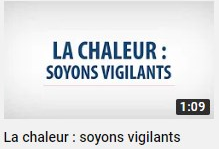 LA CHALEUR :
SOYONS VIGILANTS
1:09
La chaleur : soyons vigilants